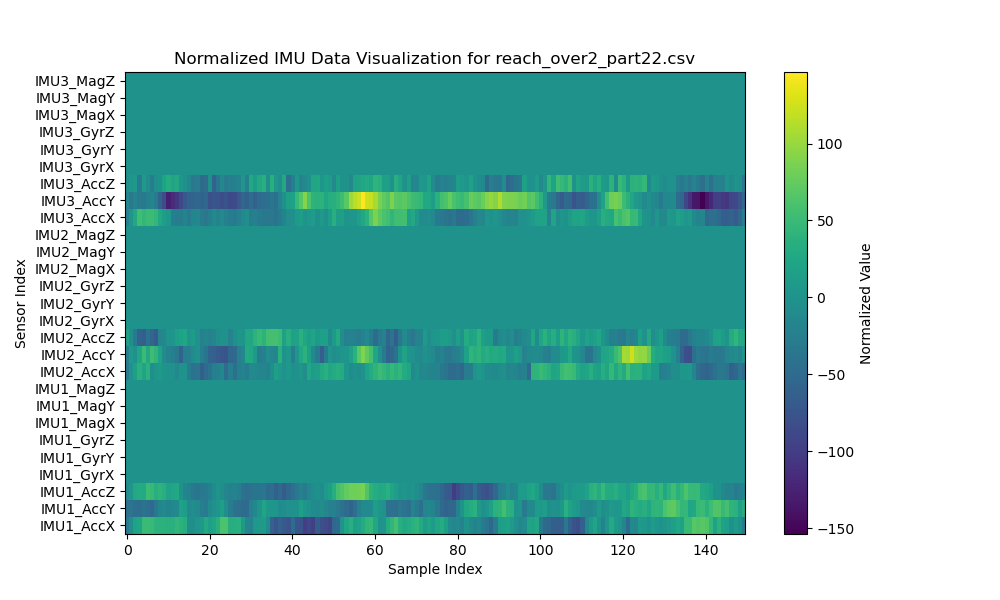 Normalized IMU Data Visualization for reach_over2_part22.csv
IMU3_MagZ
IMU3_MagY
IMU3_MagX
IMU3_GyrZ
IMU3_GyrY
IMU3_GyrX
IMU3_AccZ
IMU3_AccY
IMU3_AccX
IMU2_MagZ
IMU2_MagY
IMU2_MagX
IMU2_GyrZ
IMU2_GyrY
IMU2_GyrX
IMU2_AccZ
IMU2_AccY
IMU2_AccX
IMU1_MagZ
IMU1_MagY
IMU1_MagX
IMU1_GyrZ
IMU1_GyrY
IMU1_GyrX
IMU1_AccZ
IMU1_AccY
IMU1_AccX
Sensor Index
0 20 40 60 80 100 120 140
Sample Index
100
50
0
−50
−100
−150
Normalized Value